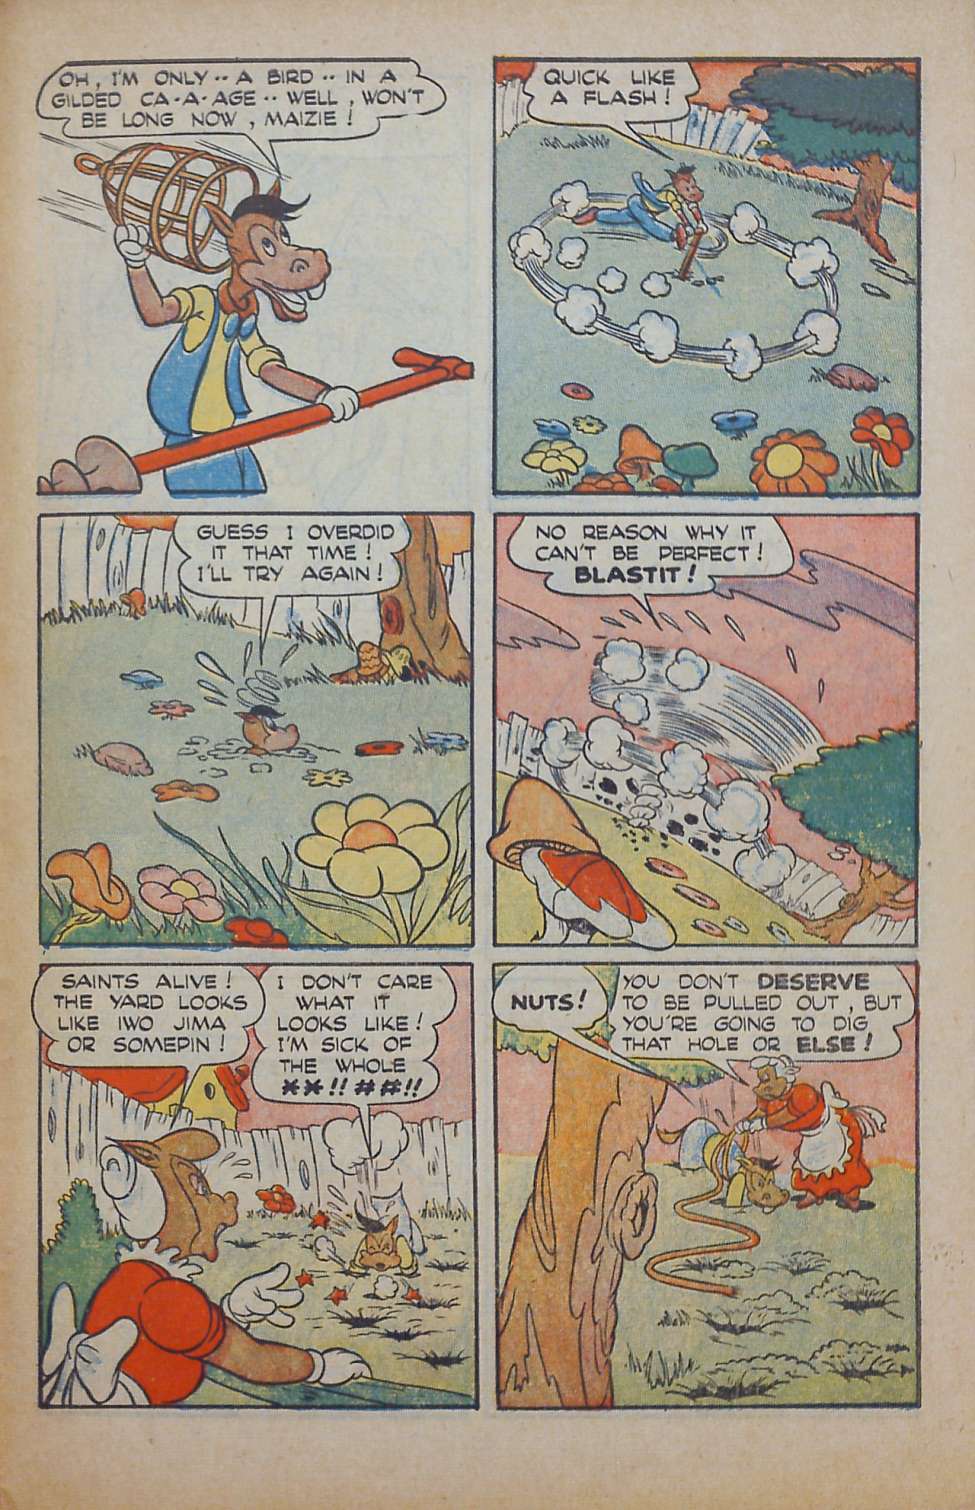 OH, I'M ONLY -- A BIRD -- IN A
GILDED CA-A-AGE -- WELL, WON'T
BE LONG NOW, MAIZIE!
QUICK LIKE
A FLASH!
GUESS I OVERDID
IT THAT TIME!
I'LL TRY AGAIN!
NO REASON WHY IT
CAN'T BE PERFECT!
BLASTIT!
SAINTS ALIVE!
THE YARD LOOKS
LIKE IWO JIMA
OR SOMEPIN!
I DON'T CARE
WHAT IT
LOOKS LIKE!
I'M SICK OF
THE WHOLE
**!!##!!
NUTS!
YOU DON'T DESERVE
TO BE PULLED OUT, BUT
YOU'RE GOING TO DIG
THAT HOLE OR ELSE!